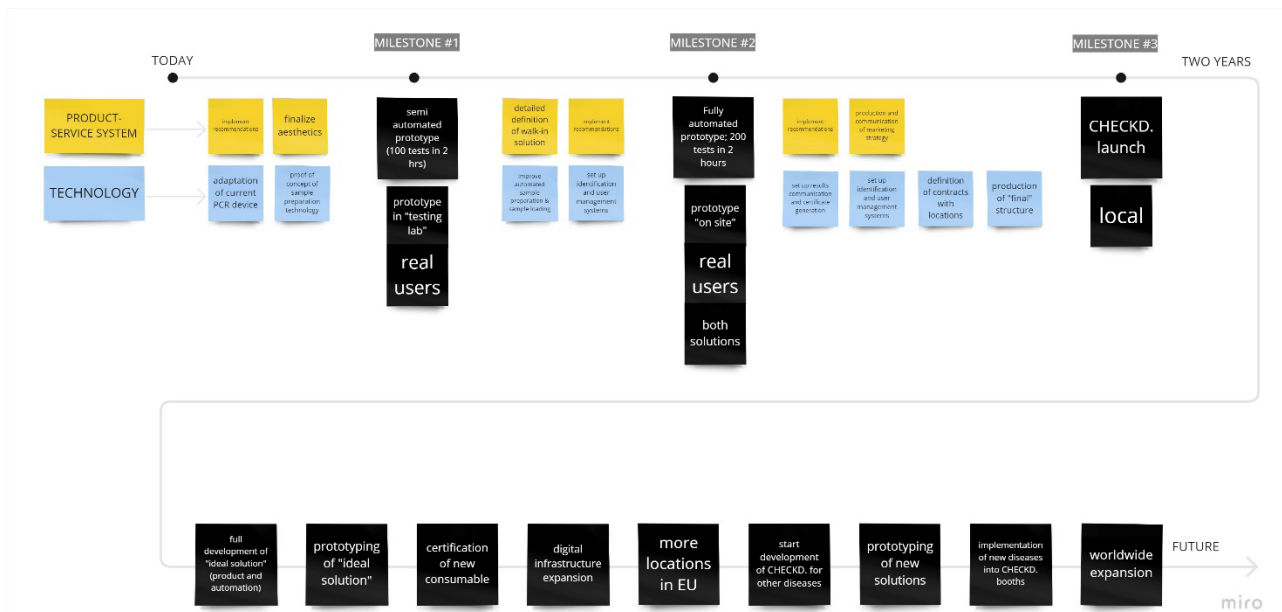 MILESTONE #1
MILESTONE #2
MILESTONE #3
TODAY
TWO YEARS
PRODUCT-
SERVICE SYSTEM
implement
recommendations
finalize
aesthetics
semi
automated
prototype
(100 tests in 2
hrs)
detailed
definition
of walk-in
solution
implement
recommendations
Fully
automated
prototype; 200
tests in 2
hours
implement
recommendations
production and
communication
of marketing
strategy
CHECKD.
launch
TECHNOLOGY
adaptation
of current
PCR device
proof of
concept of
sample
preparation
technology
prototype
in "testing
lab"
real
users
improve
automated
sample
preparation &
sample loading
set up
identification
and user
management
systems
prototype
"on site"
real
users
both
solutions
set up results
communication
and certificate
generation
set up
identification
and user
management
systems
definition
of contracts
with
locations
production
of "final"
structure
local
full
development of
"ideal solution"
(product and
automation)
prototyping
of "ideal
solution"
certification
of new
consumable
digital
infrastructure
expansion
more
locations
in EU
start
development
of CHECKD. for
other diseases
prototyping
of new
solutions
implementation
of new diseases
into CHECKD.
booths
worldwide
expansion
FUTURE
miro